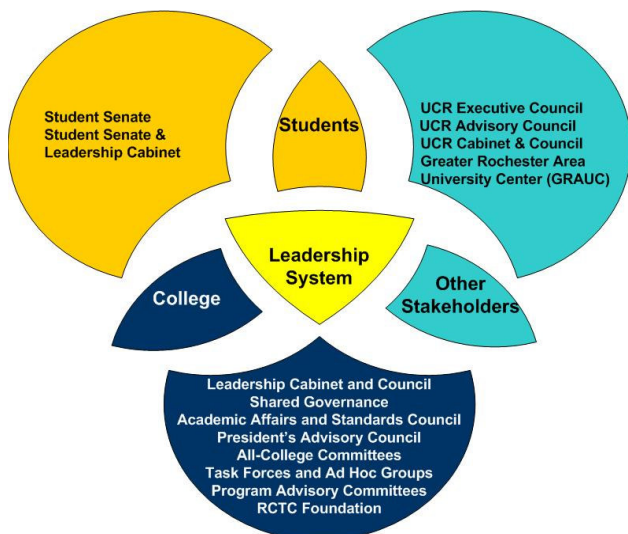 Student Senate
Student Senate &
Leadership Cabinet
Students
UCR Executive Council
UCR Advisory Council
UCR Cabinet & Council
Greater Rochester Area
University Center (GRAUC)
Leadership
System
College
Other
Stakeholders
Leadership Cabinet and Council
Shared Governance
Academic Affairs and Standards Council
President's Advisory Council
All-College Committees
Task Forces and Ad Hoc Groups
Program Advisory Committees
RCTC Foundation